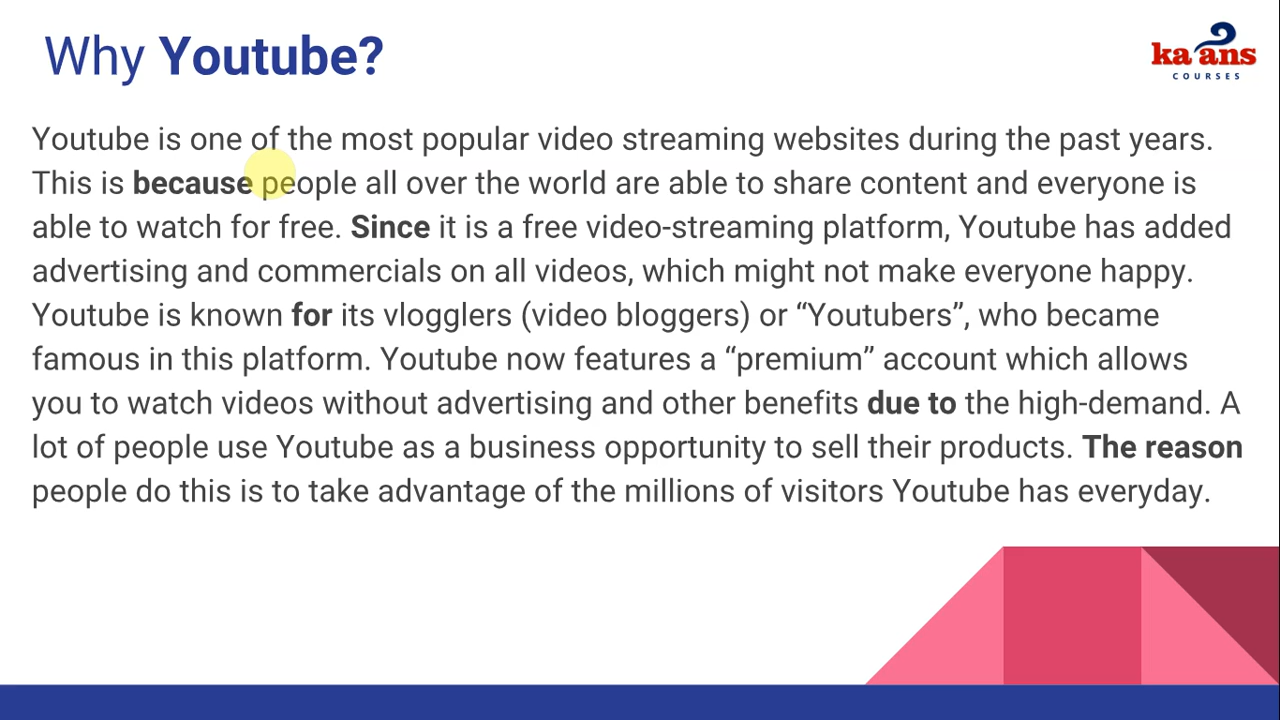 Why Youtube?
ka2ans
COURSES
Youtube is one of the most popular video streaming websites during the past years.
This is because people all over the world are able to share content and everyone is
able to watch for free. Since it is a free video-streaming platform, Youtube has added
advertising and commercials on all videos, which might not make everyone happy.
Youtube is known for its vlogglers (video bloggers) or “Youtubers”, who became
famous in this platform. Youtube now features a “premium” account which allows
you to watch videos without advertising and other benefits due to the high-demand. A
lot of people use Youtube as a business opportunity to sell their products. The reason
people do this is to take advantage of the millions of visitors Youtube has everyday.